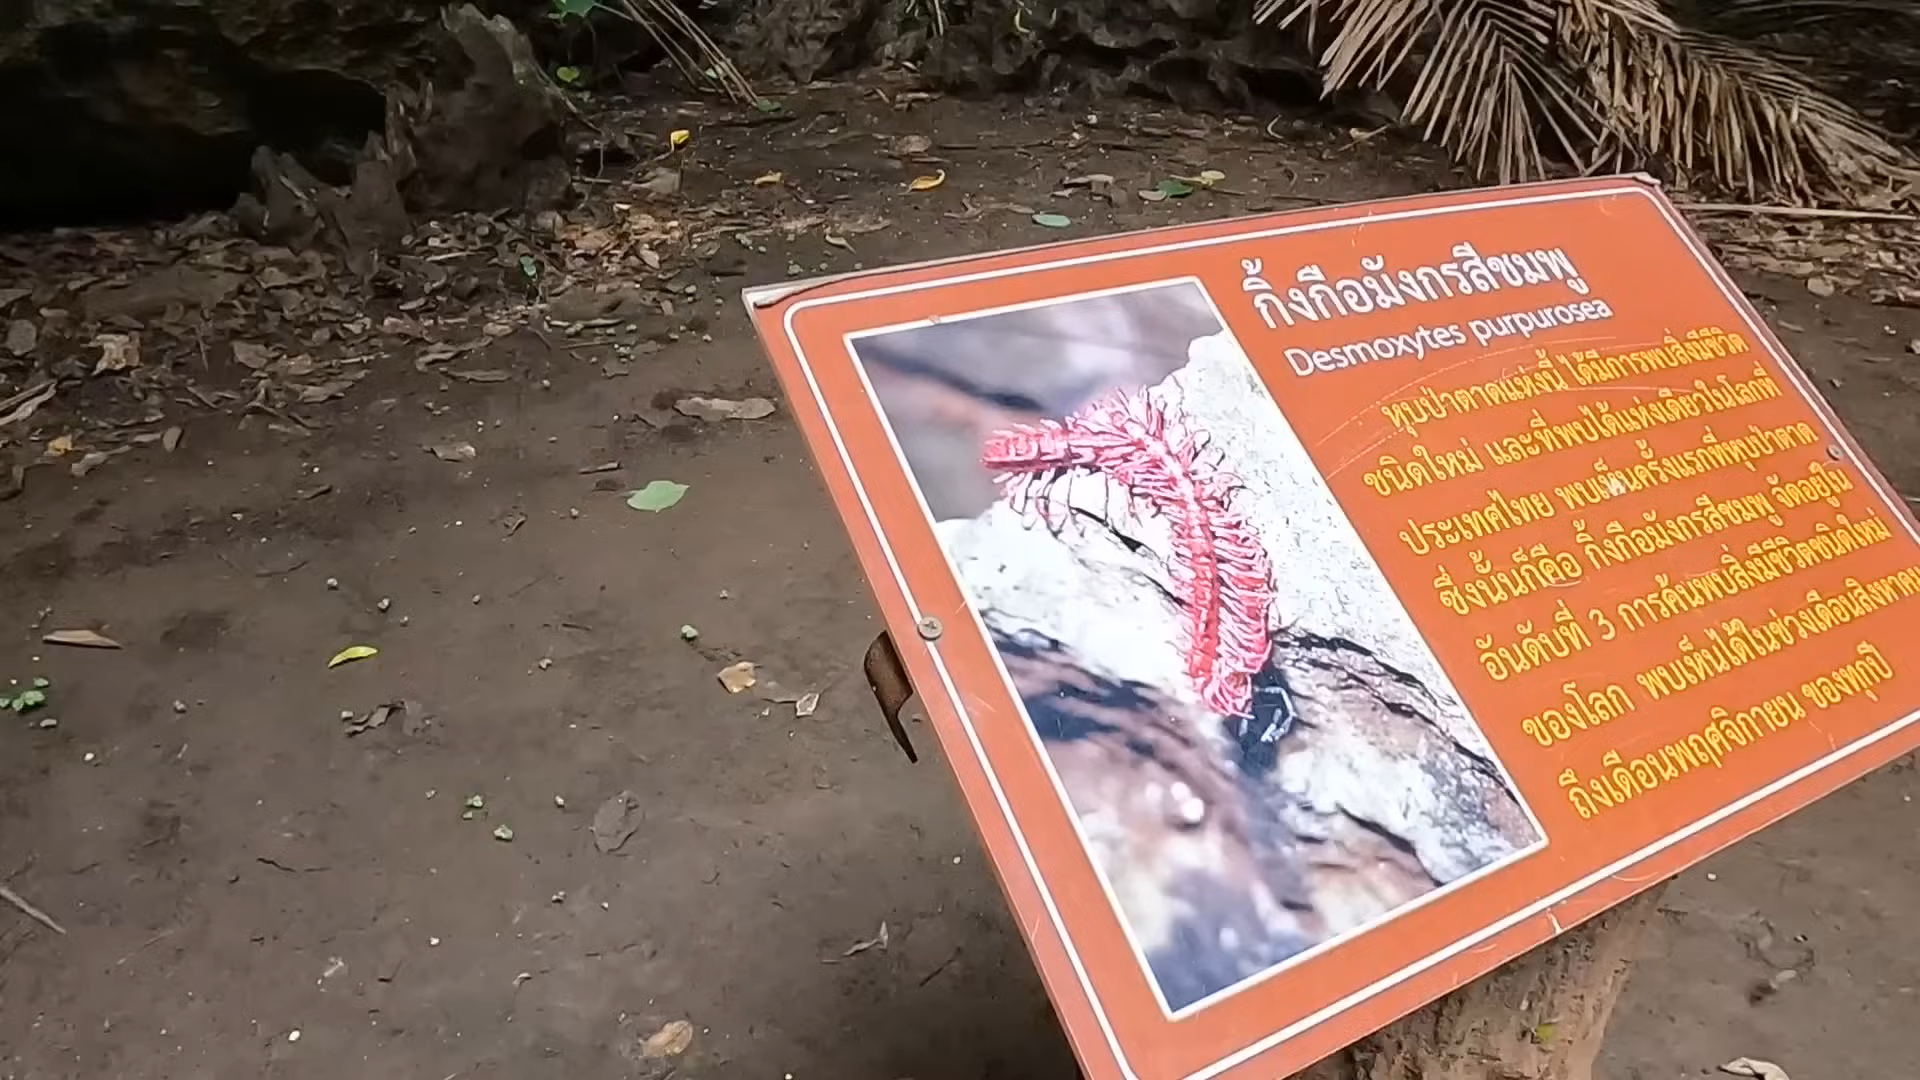 กิ้งกือมังกรสีชมพู
Desmoxytes purpurosea
หุบป่าตาดแห่งนี้ ได้มีการพบสิ่งมีชีวิต
ชนิดใหม่ และที่พบได้แห่งเดียวในโลกที่
ประเทศไทย พบเห็นครั้งแรกที่หุบป่าตาด
ซึ่งนั้นก็คือ กิ้งกือมังกรสีชมพู จัดอยู่ใน
อันดับที่ 3 การค้นพบสิ่งมีชีวิตชนิดใหม่
ของโลก พบเห็นได้ในช่วงเดือนสิงหาคม
ถึงเดือนพฤศจิกายน ของทุกปี